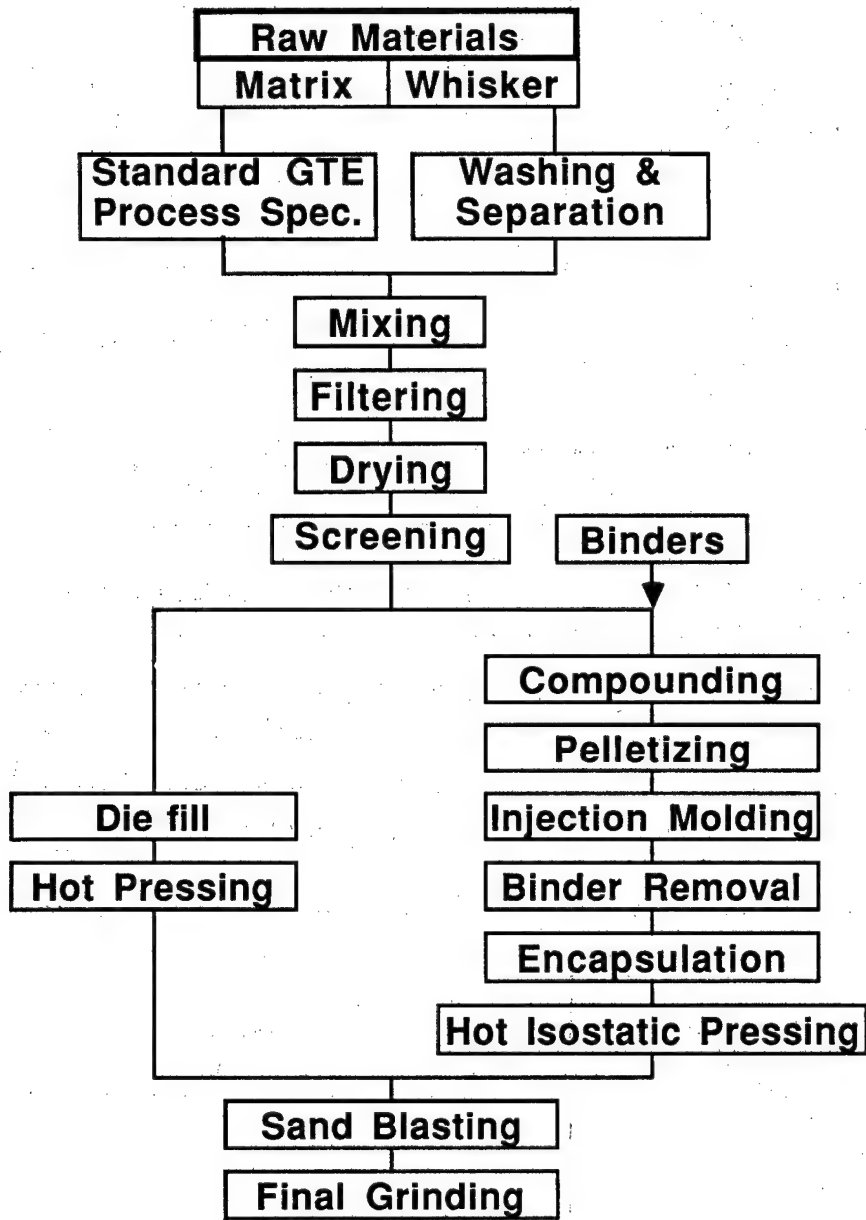 Raw Materials
Matrix
Whisker
Standard GTE
Process Spec.
Washing &
Separation
Mixing
Filtering
Drying
Screening
Binders
Compounding
Pelletizing
Die fill
Injection Molding
Hot Pressing
Binder Removal
Encapsulation
Hot Isostatic Pressing
Sand Blasting
Final Grinding